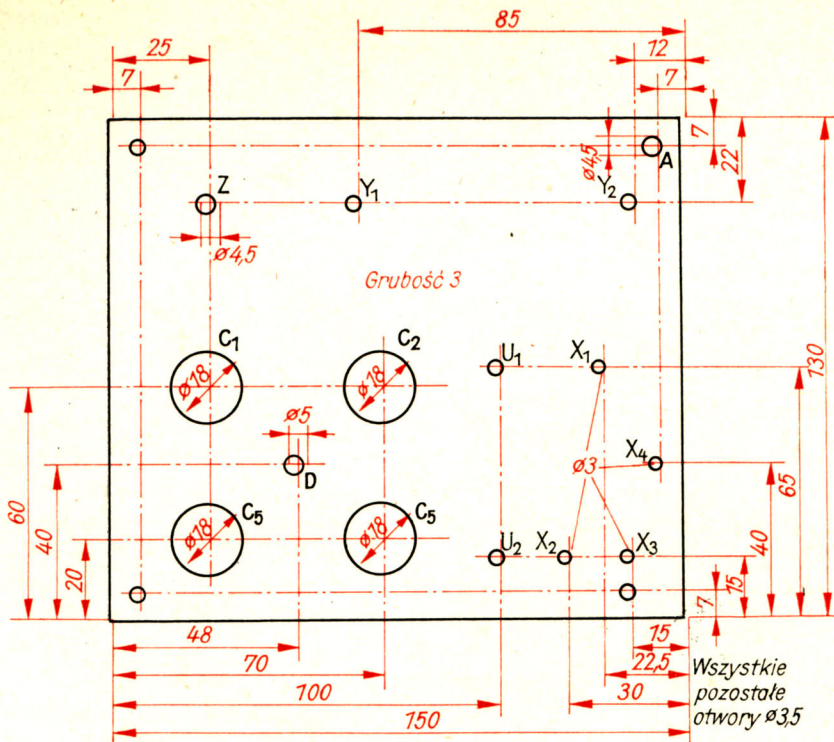 85
25
12
7
7
7
22
130
ø4,5
A
Z
Y1
Y2
ø4,5
Grubość 3
C1
C2
U1
X1
ø18
ø18
ø5
ø3
X4
D
60
40
20
65
40
15
7
C5
C5
ø18
ø18
U2
X2
X3
48
15
70
22,5
100
30
150
Wszystkie
pozostałe
otwory ø3,5